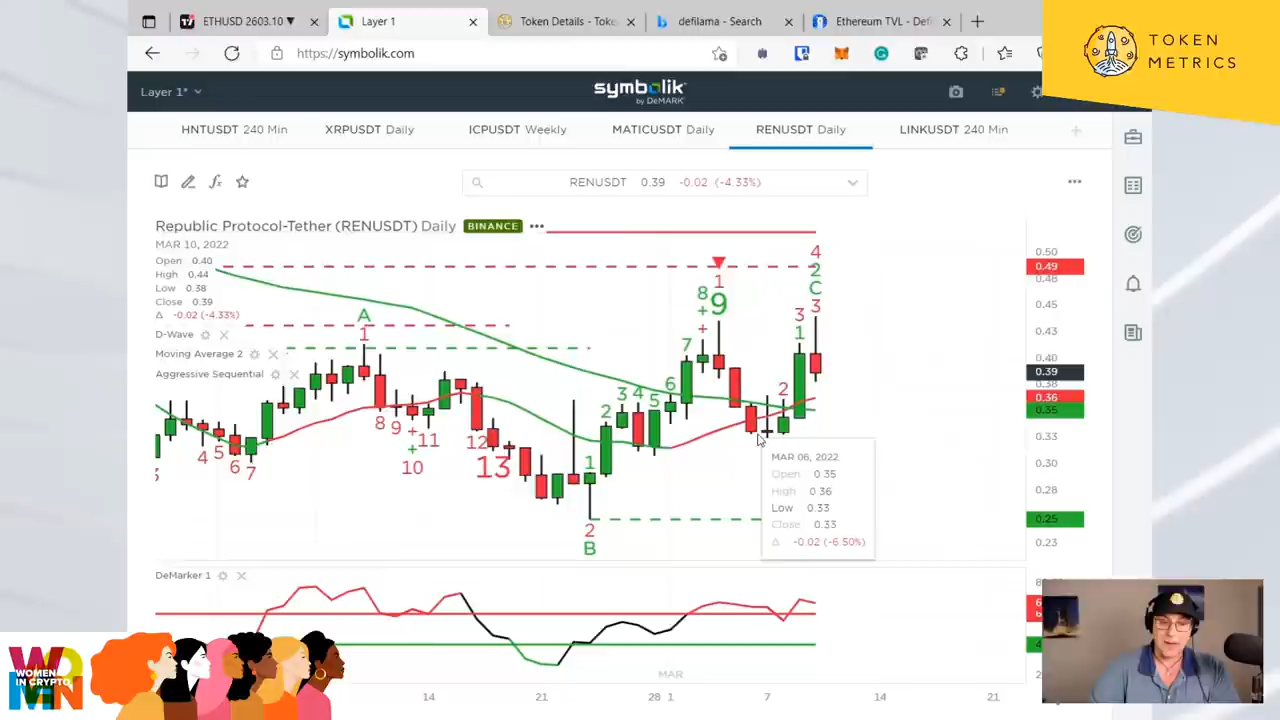 ETHUSD 2603.10 ▼
Layer 1
Token Details - Toke
defilama - Search
Ethereum TVL - Def
https://symbolik.com
TOKEN
METRICS
Layer 1*
symbolik
by DeMARK
HNTUSDT 240 Min
XRPUSDT Daily
ICPUSDT Weekly
MATICUSDT Daily
RENUSDT Daily
LINKUSDT 240 Min
RENUSDT 0.39 -0.02 (-4.33%)
Republic Protocol-Tether (RENUSDT) Daily BINANCE
MAR 10, 2022
Open 0.40
High 0.44
Low 0.38
Close 0.39
Δ -0.02 (-4.33%)
D-Wave
Moving Average 2
Aggressive Sequential
4
2
C
3
1
8
+
9
+
A
1
7
3
1
6
2
3
4
5
2
1
8
9
+
11
+
10
12
13
4
5
6
7
3
2
B
0.50
0.49
0.48
0.45
0.43
0.40
0.39
0.38
0.36
0.35
0.33
0.30
0.28
0.25
0.23
MAR 06, 2022
Open 0.35
High 0.36
Low 0.33
Close 0.33
Δ -0.02 (-6.50%)
DeMarker 1
MAR
14
21
28
1
7
14
21
WOMEN
WOMEN
IN CRYPTO